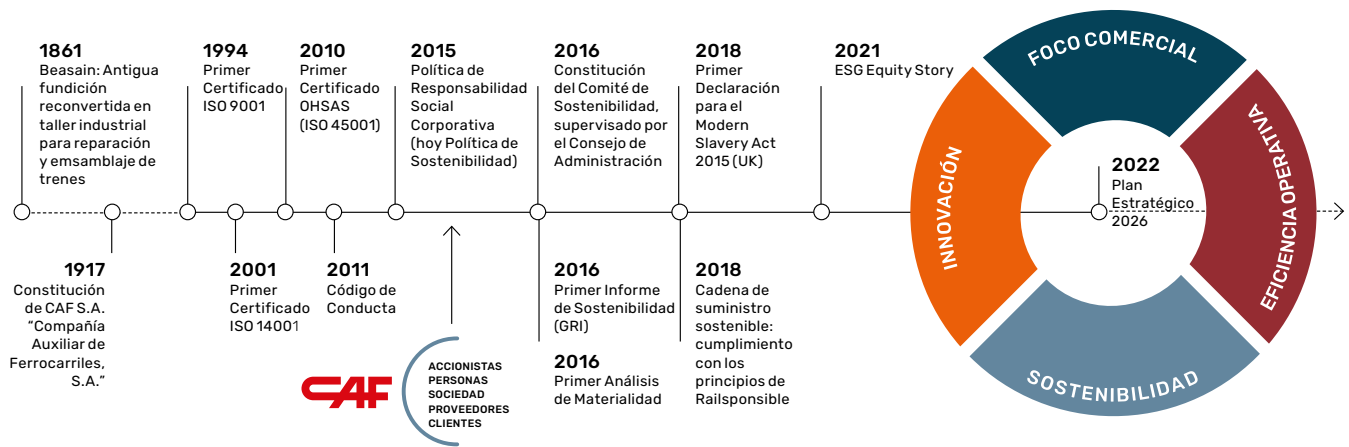 1861
Beasain: Antigua
fundición
reconvertida en
taller industrial
para reparación
y emsamblaje de
trenes
1994
Primer
Certificado
ISO 9001
2010
Primer
Certificado
OHSAS
(ISO 45001)
2015
Política de
Responsabilidad
Social
Corporativa
(hoy Política de
Sostenibilidad)
2016
Constitución
del Comité de
Sostenibilidad,
supervisado por
el Consejo de
Administración
2018
Primer
Declaración
para el
Modern
Slavery Act
2015 (UK)
2021
ESG Equity Story
1917
Constitución
de CAF S.A.
"Compañía
Auxiliar de
Ferrocarriles,
S.A."
2001
Primer
Certificado
ISO 14001
2011
Código de
Conducta
CAF
ACCIONISTAS
PERSONAS
SOCIEDAD
PROVEEDORES
CLIENTES
2016
Primer Informe
de Sostenibilidad
(GRI)
2016
Primer Análisis
de Materialidad
2018
Cadena de
suministro
sostenible:
cumplimiento
con los
principios de
Railsponsible
FOCO COMERCIAL
INNOVACIÓN
2022
Plan
Estratégico
2026
EFICIENCIA OPERATIVA
SOSTENIBILIDAD